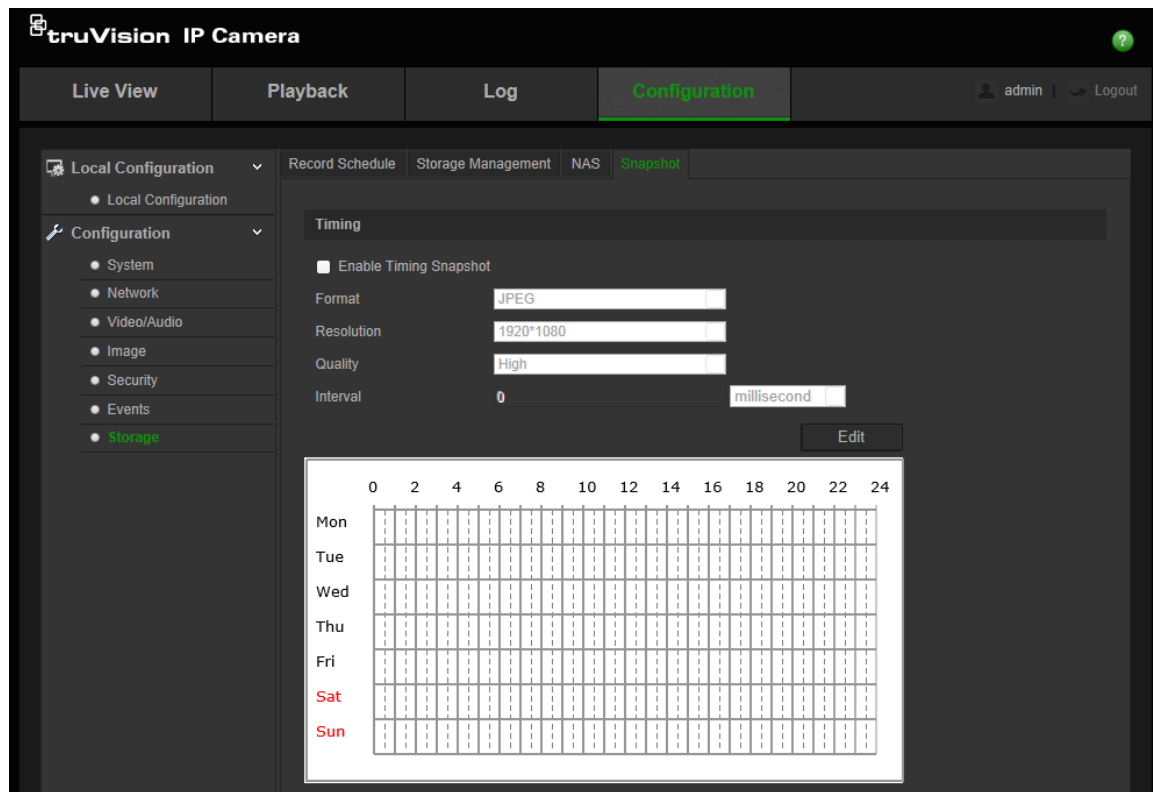 truVision IP Camera
?
Live View Playback Log Configuration admin | Logout
Local Configuration
Local Configuration
Configuration
System
Network
Video/Audio
Image
Security
Events
Storage
Record Schedule Storage Management NAS Snapshot
Timing
Enable Timing Snapshot
Format JPEG
Resolution 1920*1080
Quality High
Interval 0 millisecond
Edit
0 2 4 6 8 10 12 14 16 18 20 22 24
Mon
Tue
Wed
Thu
Fri
Sat
Sun